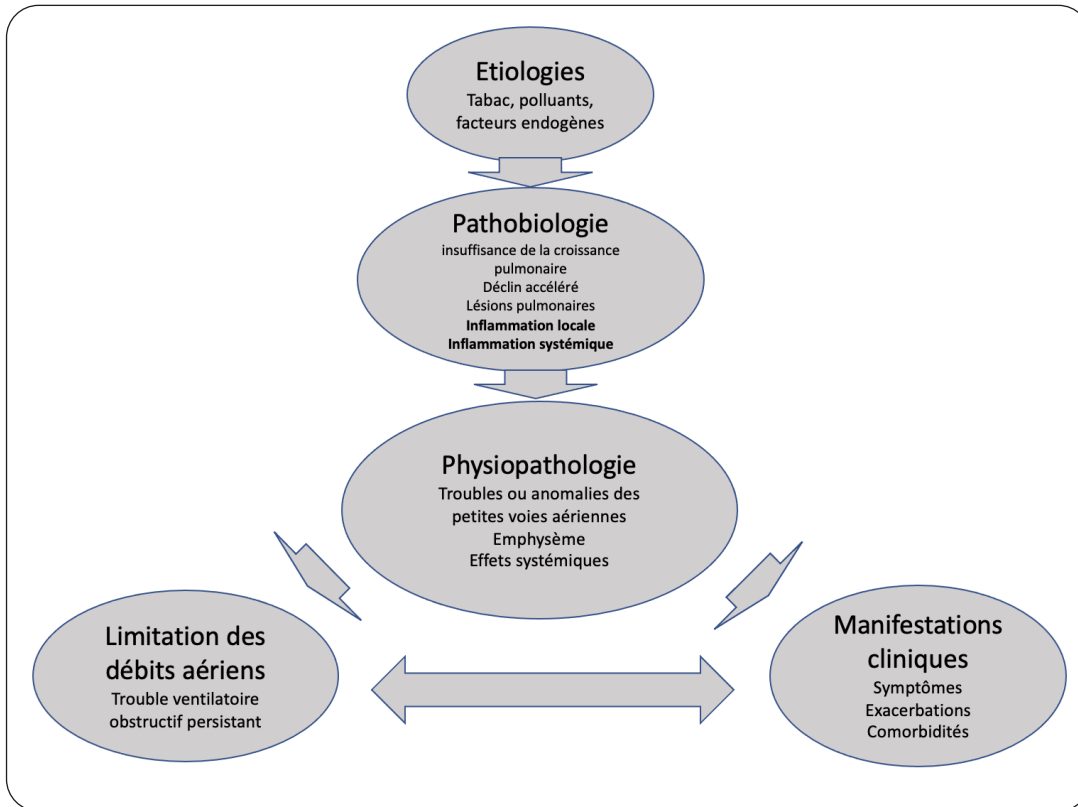 Etiologies
Tabac, polluants,
facteurs endogènes
Pathobiologie
insuffisance de la croissance
pulmonaire
Déclin accéléré
Lésions pulmonaires
Inflammation locale
Inflammation systémique
Physiopathologie
Troubles ou anomalies des
petites voies aériennes
Emphysème
Effets systémiques
Limitation des
débits aériens
Trouble ventilatoire
obstructif persistant
Manifestations
cliniques
Symptômes
Exacerbations
Comorbidités